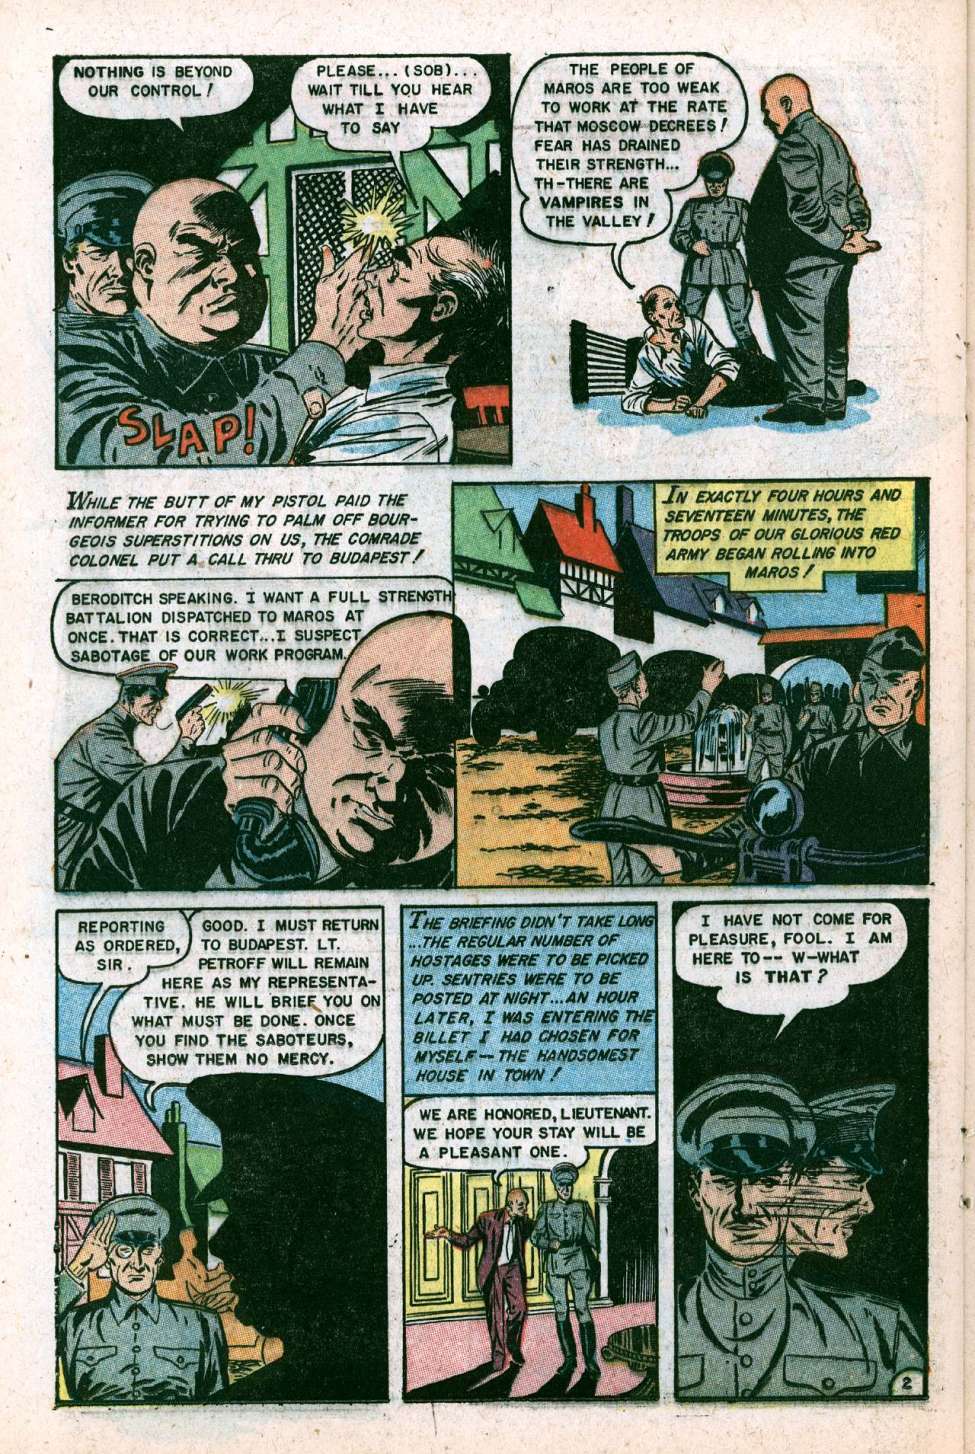 NOTHING IS BEYOND
OUR CONTROL!
PLEASE... (SOB)...
WAIT TILL YOU HEAR
WHAT I HAVE
TO SAY
SLAP!
THE PEOPLE OF
MAROS ARE TOO WEAK
TO WORK AT THE RATE
THAT MOSCOW DECREES!
FEAR HAS DRAINED
THEIR STRENGTH...
TH-THERE ARE
VAMPIRES IN
THE VALLEY!
WHILE THE BUTT OF MY PISTOL PAID THE
INFORMER FOR TRYING TO PALM OFF BOUR-
GEOIS SUPERSTITIONS ON US, THE COMRADE
COLONEL PUT A CALL THRU TO BUDAPEST!
BERODITCH SPEAKING. I WANT A FULL STRENGTH
BATTALION DISPATCHED TO MAROS AT
ONCE. THAT IS CORRECT...I SUSPECT
SABOTAGE OF OUR WORK PROGRAM.
IN EXACTLY FOUR HOURS AND
SEVENTEEN MINUTES, THE
TROOPS OF OUR GLORIOUS RED
ARMY BEGAN ROLLING INTO
MAROS!
REPORTING
AS ORDERED,
SIR.
GOOD. I MUST RETURN
TO BUDAPEST. LT.
PETROFF WILL REMAIN
HERE AS MY REPRESENTA-
TIVE. HE WILL BRIEF YOU ON
WHAT MUST BE DONE. ONCE
YOU FIND THE SABOTEURS,
SHOW THEM NO MERCY.
THE BRIEFING DIDN'T TAKE LONG
...THE REGULAR NUMBER OF
HOSTAGES WERE TO BE PICKED
UP. SENTRIES WERE TO BE
POSTED AT NIGHT...AN HOUR
LATER, I WAS ENTERING THE
BILLET I HAD CHOSEN FOR
MYSELF--THE HANDSOMEST
HOUSE IN TOWN!
WE ARE HONORED, LIEUTENANT.
WE HOPE YOUR STAY WILL BE
A PLEASANT ONE.
I HAVE NOT COME FOR
PLEASURE, FOOL. I AM
HERE TO-- W-WHAT
IS THAT?
2